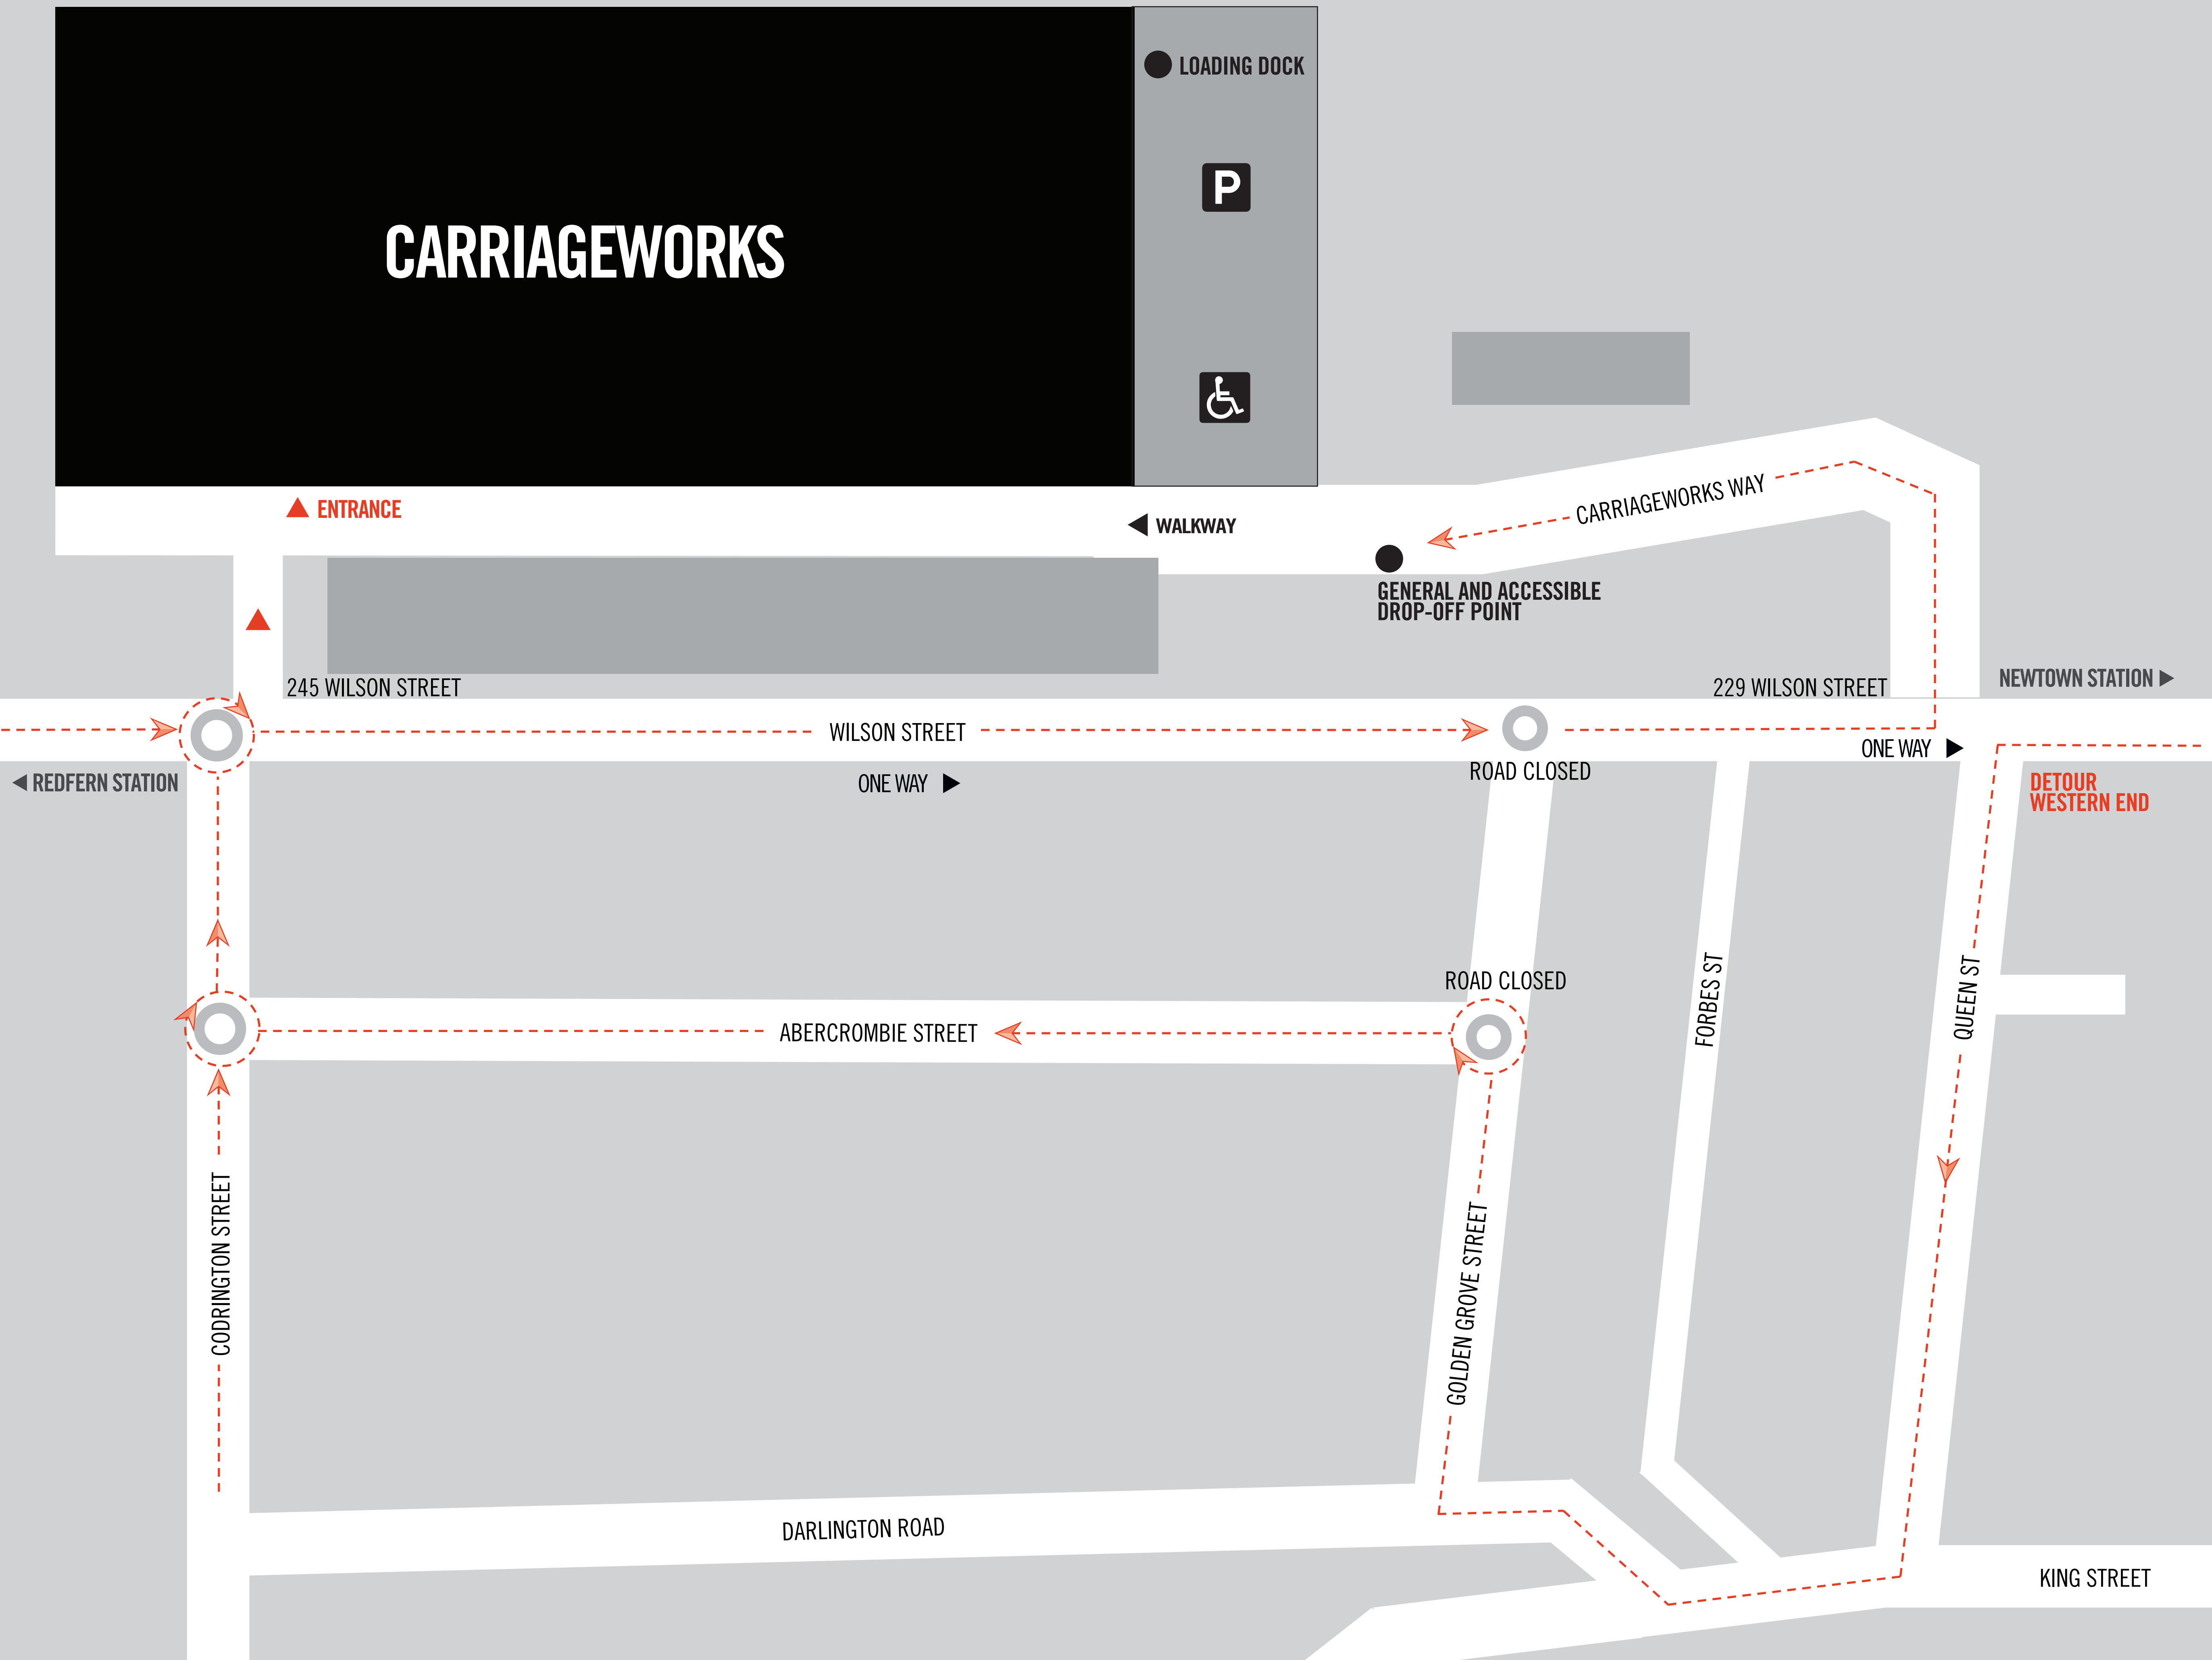 LOADING DOCK
P
CARRIAGEWORKS
CARRIAGEWORKS WAY
ENTRANCE
WALKWAY
GENERAL AND ACCESSIBLE
DROP-OFF POINT
245 WILSON STREET
229 WILSON STREET
NEWTOWN STATION
WILSON STREET
ONE WAY
REDFERN STATION
ONE WAY
ROAD CLOSED
DETOUR
WESTERN END
ROAD CLOSED
FORBES ST
QUEEN ST
ABERCROMBIE STREET
CODRINGTON STREET
GOLDEN GROVE STREET
DARLINGTON ROAD
KING STREET